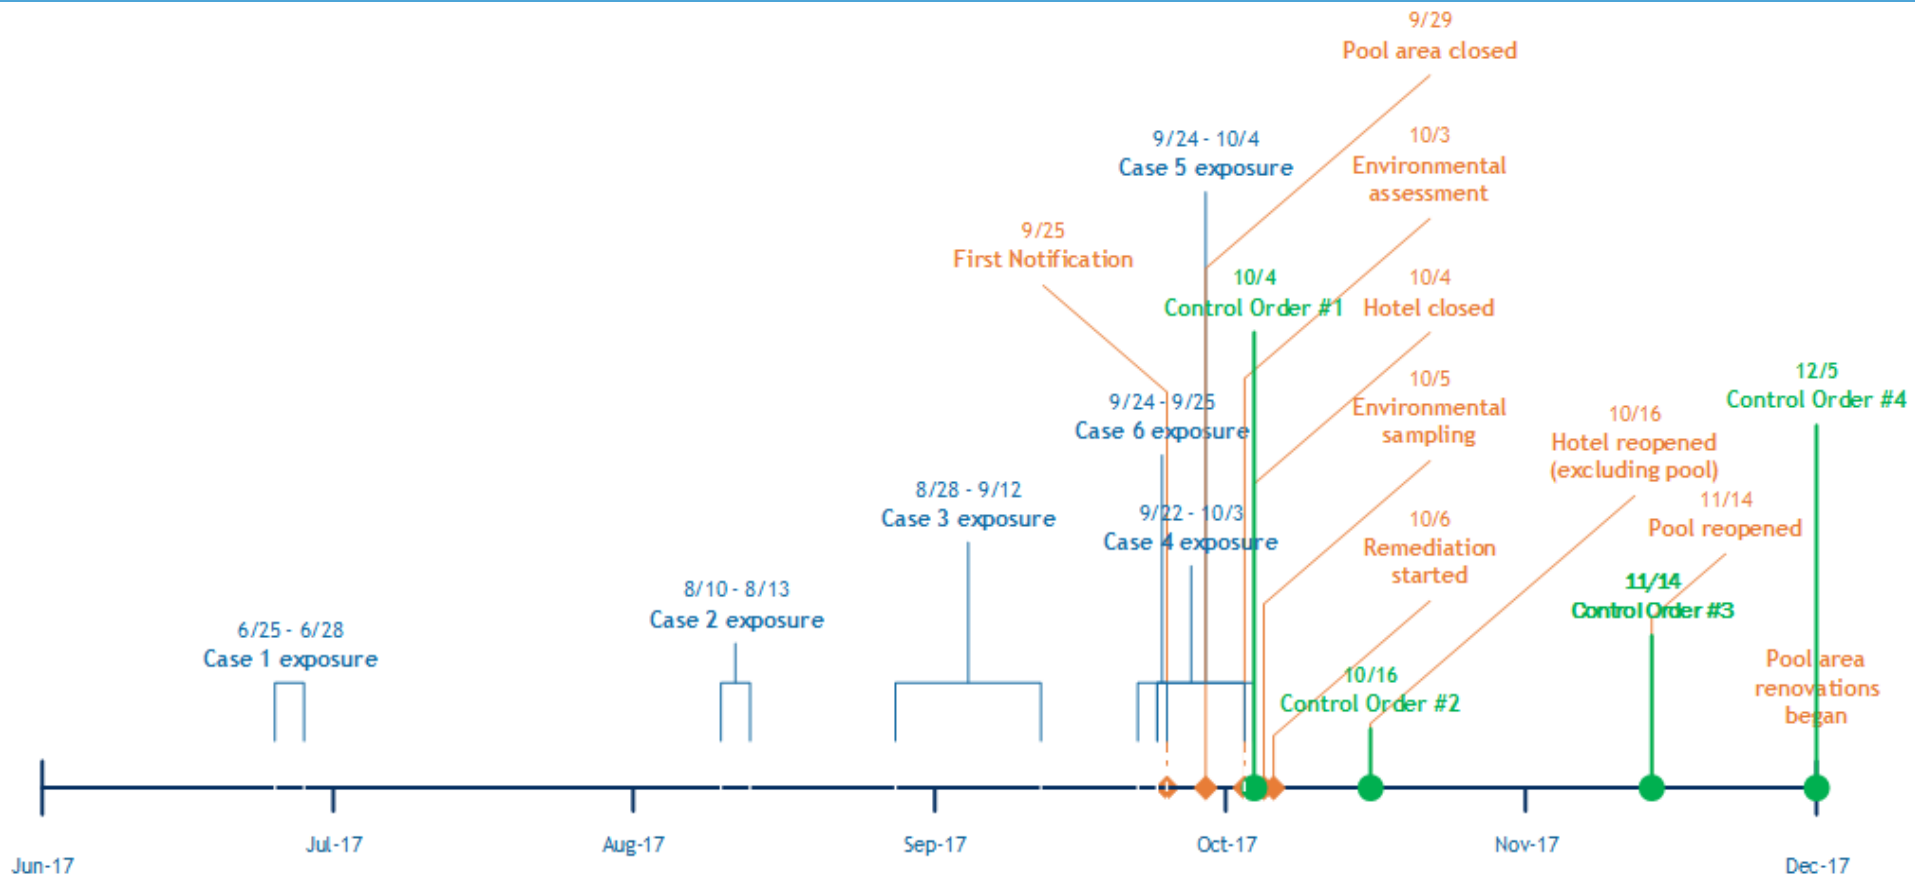 9/29
Pool area closed
9/24 - 10/4
Case 5 exposure
10/3
Environmental
assessment
9/25
First Notification
10/4
Control Order #1
10/4
Hotel closed
12/5
Control Order #4
10/5
Environmental
sampling
9/24 - 9/25
Case 6 exposure
10/16
Hotel reopened
(excluding pool)
8/28 - 9/12
Case 3 exposure
9/22 - 10/3
Case 4 exposure
10/6
Remediation
started
11/14
Pool reopened
8/10 - 8/13
Case 2 exposure
11/14
Control Order #3
6/25 - 6/28
Case 1 exposure
10/16
Control Order #2
Pool area
renovations
began
Jun-17
Jul-17
Aug-17
Sep-17
Oct-17
Nov-17
Dec-17